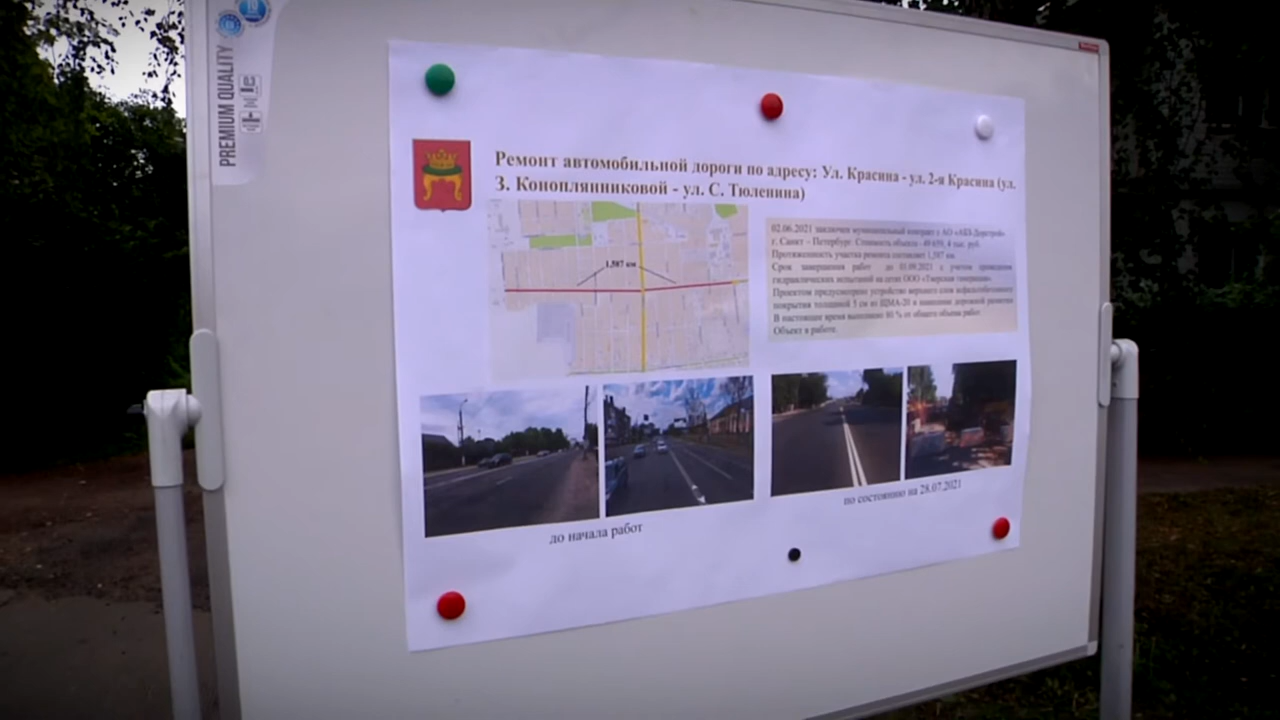 PREMIUM QUALITY
Ремонт автомобильной дороги по адресу: Ул. Красина - ул. 2-я Красина (ул.
З. Коноплянниковой - ул. С. Тюленина)
1,587 км
02.06.2021 заключен муниципальный контракт с АО «АБЗ-Дорстрой»
г. Санкт – Петербург. Стоимость объекта - 49 650, 4 тыс. руб.
Протяженность участка ремонта составляет 1,587 км.
Срок завершения работ до 01.09.2021 с учетом проведения
гидравлических испытаний на сетях ООО «Тверская генерация».
Проектом предусмотрено устройство верхнего слоя асфальтобетонного
покрытия толщиной 5 см из ЩМА-20 и нанесение дорожной разметки
В настоящее время выполнено 80 % от общего объема работ.
Объект в работе.
до начала работ
по состоянию на 28.07.2021